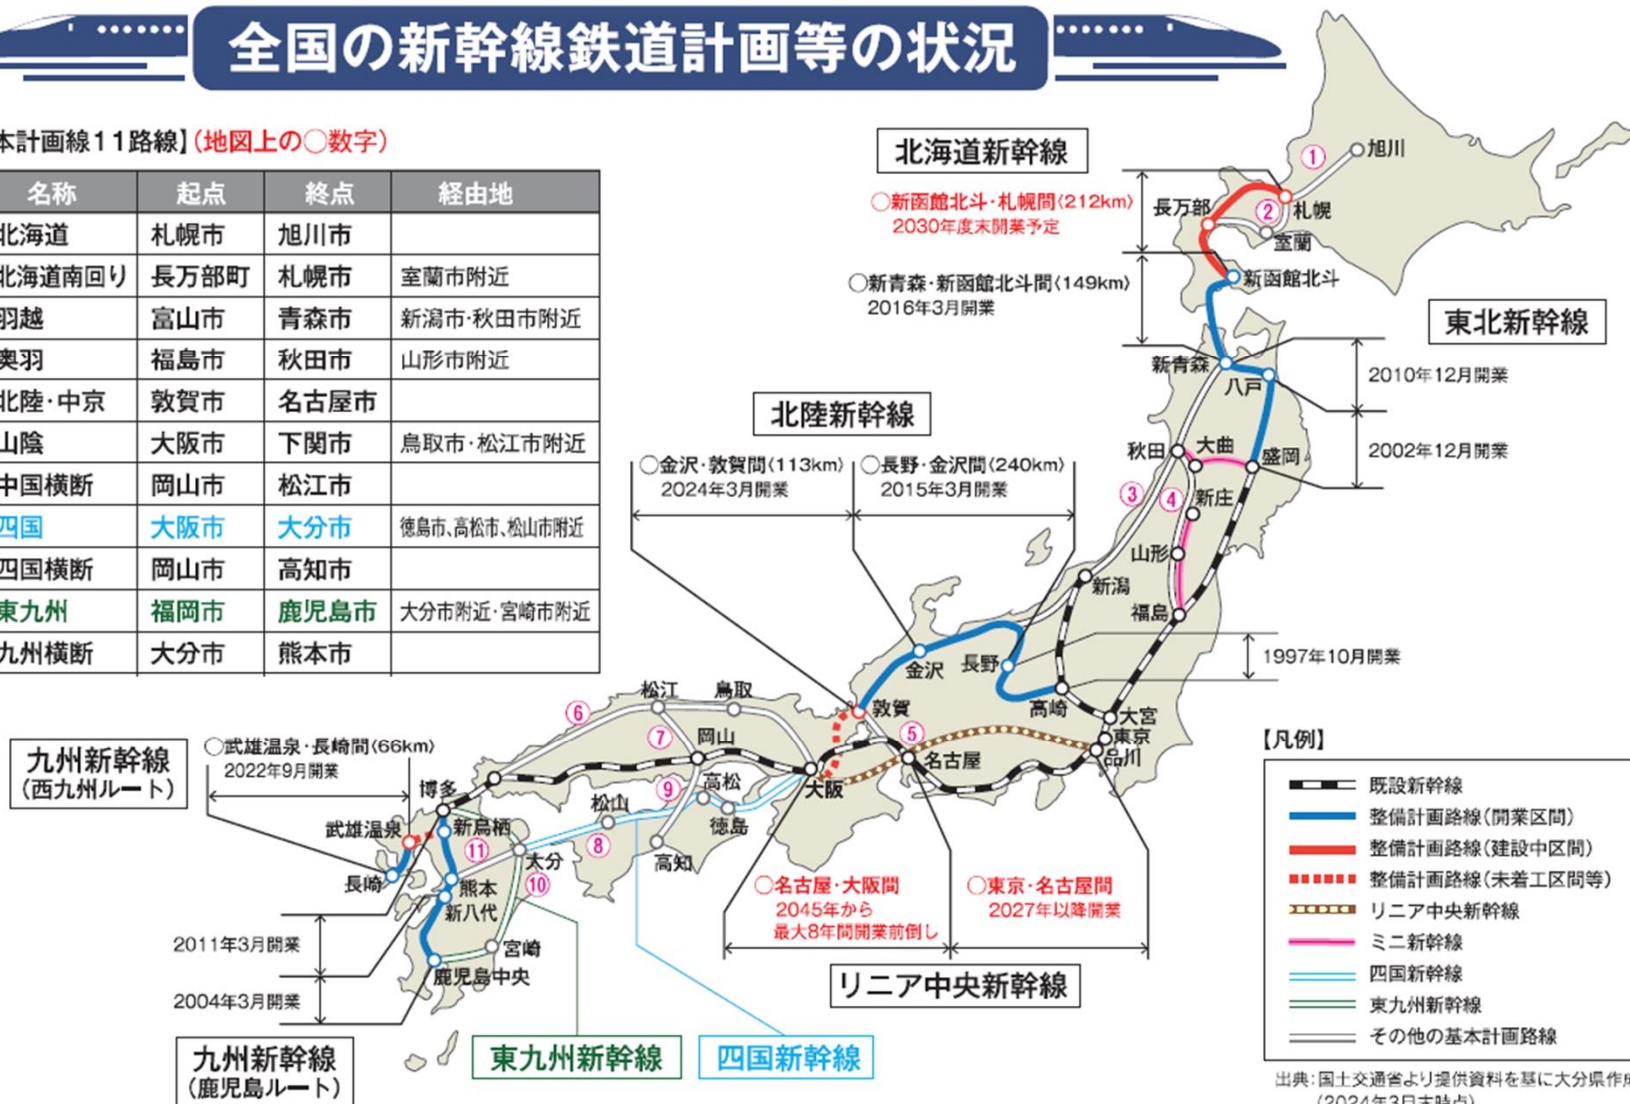 全国の新幹線鉄道計画等の状況
本計画線11路線】(地図上の○数字)
名称 起点 終点 経由地
北海道 札幌市 旭川市
北海道南回り 長万部町 札幌市 室蘭市附近
羽越 富山市 青森市 新潟市・秋田市附近
奥羽 福島市 秋田市 山形市附近
北陸・中京 敦賀市 名古屋市
山陰 大阪市 下関市 鳥取市・松江市附近
中国横断 岡山市 松江市
四国 大阪市 大分市 徳島市、高松市、松山市附近
四国横断 岡山市 高知市
東九州 福岡市 鹿児島市 大分市附近・宮崎市附近
九州横断 大分市 熊本市
北海道新幹線
○新函館北斗・札幌間(212km)
2030年度末開業予定
○新青森・新函館北斗間(149km)
2016年3月開業
①
旭川
長万部
②
札幌
室蘭
新函館北斗
東北新幹線
新青森
八戸
2010年12月開業
2002年12月開業
北陸新幹線
○金沢・敦賀間(113km)
2024年3月開業
○長野・金沢間(240km)
2015年3月開業
秋田
大曲
盛岡
③
④
新庄
山形
新潟
福島
1997年10月開業
金沢
長野
高崎
大宮
東京
品川
敦賀
⑤
名古屋
松江
鳥取
⑥
⑦
岡山
大阪
九州新幹線
(西九州ルート)
○武雄温泉・長崎間(66km)
2022年9月開業
博多
武雄温泉
新鳥栖
⑪
長崎
熊本
新八代
大分
⑩
宮崎
鹿児島中央
松山
⑧
⑨
高松
徳島
高知
2011年3月開業
2004年3月開業
九州新幹線
(鹿児島ルート)
東九州新幹線
四国新幹線
○名古屋・大阪間
2045年から
最大8年間開業前倒し
○東京・名古屋間
2027年以降開業
リニア中央新幹線
【凡例】
既設新幹線
整備計画路線(開業区間)
整備計画路線(建設中区間)
整備計画路線(未着工区間等)
リニア中央新幹線
ミニ新幹線
四国新幹線
東九州新幹線
その他の基本計画路線
出典:国土交通省より提供資料を基に大分県作成
(2024年3月末時点)